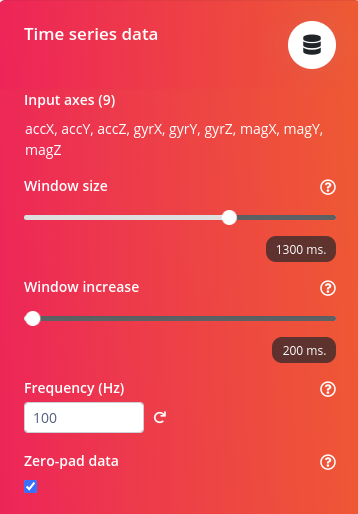 Time series data
Input axes (9)
accX, accY, accZ, gyrX, gyrY, gyrZ, magX, magY,
magZ
Window size
?
1300 ms.
Window increase
?
200 ms.
Frequency (Hz)
?
100
Zero-pad data
?